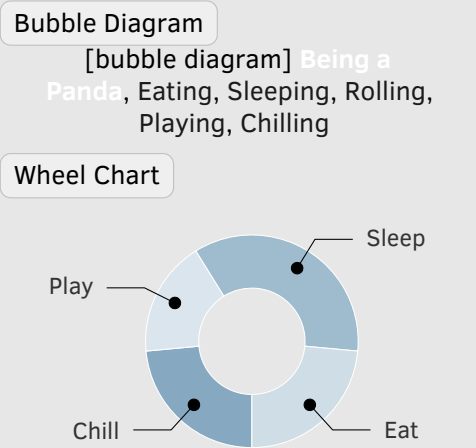 Bubble Diagram
[bubble diagram] Being a
Panda, Eating, Sleeping, Rolling,
Playing, Chilling
Wheel Chart
Sleep
Play
Chill
Eat